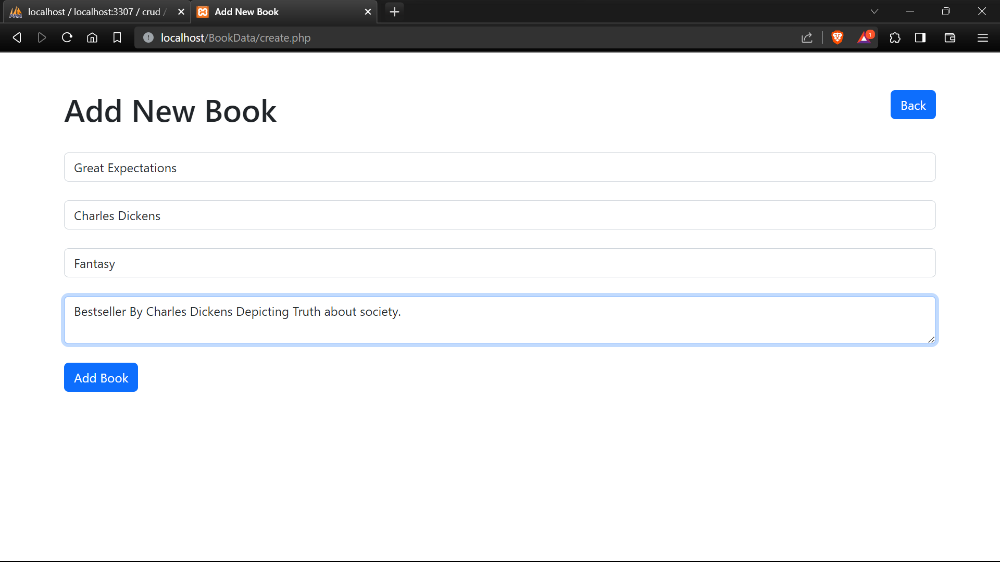 localhost / localhost:3307 / crud /
Add New Book
localhost/BookData/create.php
1
Add New Book
Back
Great Expectations
Charles Dickens
Fantasy
Bestseller By Charles Dickens Depicting Truth about society.
Add Book